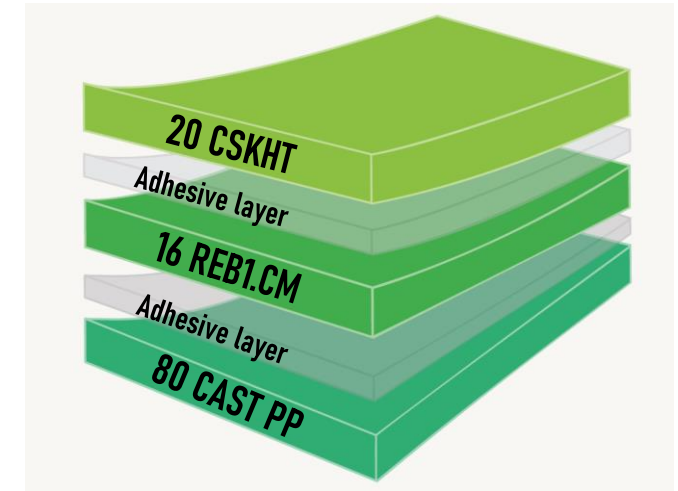 20 CSKHT
Adhesive layer
16 REB1.CM
Adhesive layer
80 CAST PP